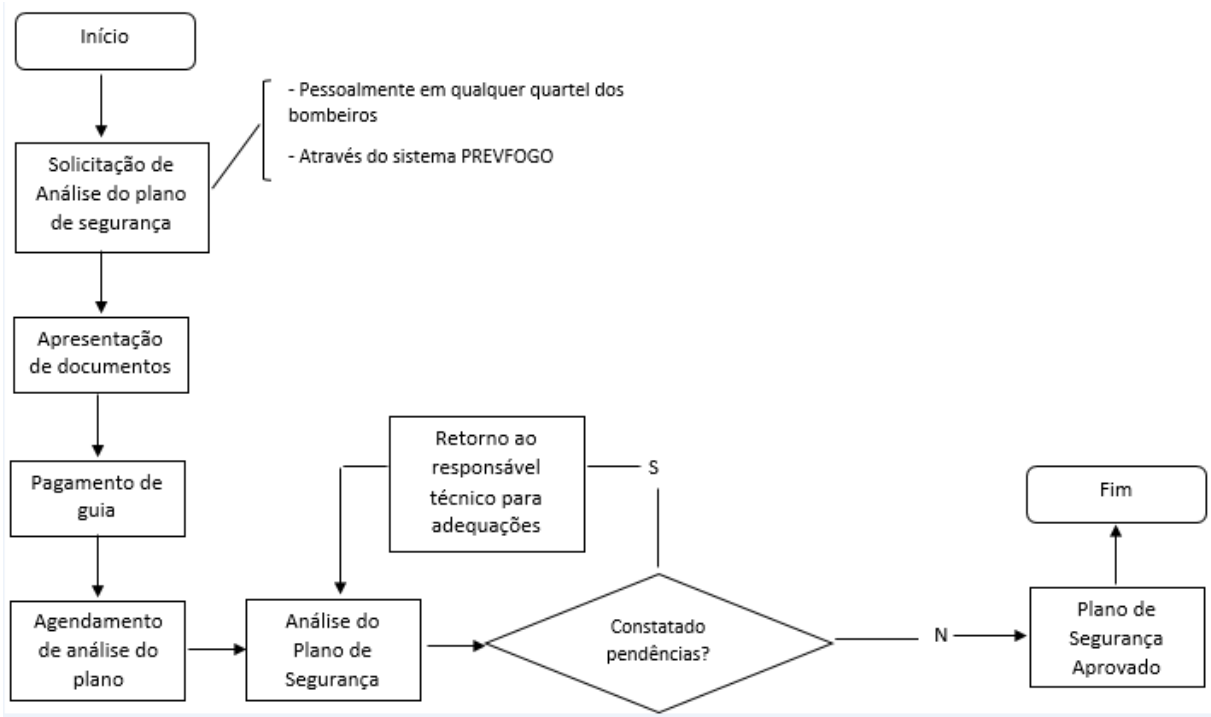 Início
- Pessoalmente em qualquer quartel dos
bombeiros
- Através do sistema PREVFOGO
Solicitação de
Análise do plano
de segurança
Apresentação
de documentos
Pagamento de
guia
Agendamento
de análise do
plano
Retorno ao
responsável
técnico para
adequações
S
Análise do
Plano de
Segurança
Constatado
pendências?
N
Plano de
Segurança
Aprovado
Fim